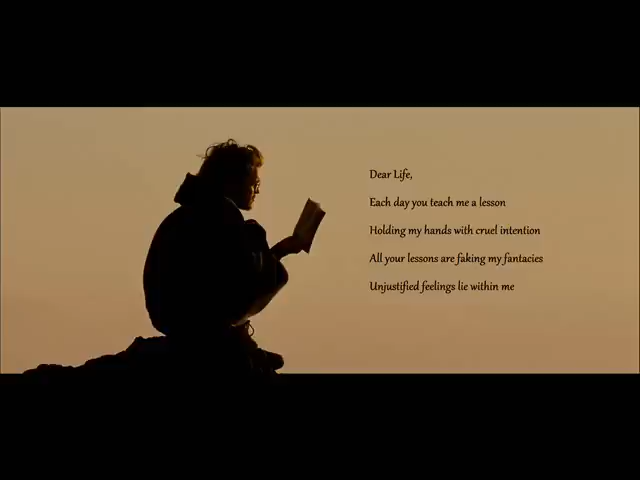 Dear Life,
Each day you teach me a lesson
Holding my hands with cruel intention
All your lessons are faking my fantacies
Unjustified feelings lie within me